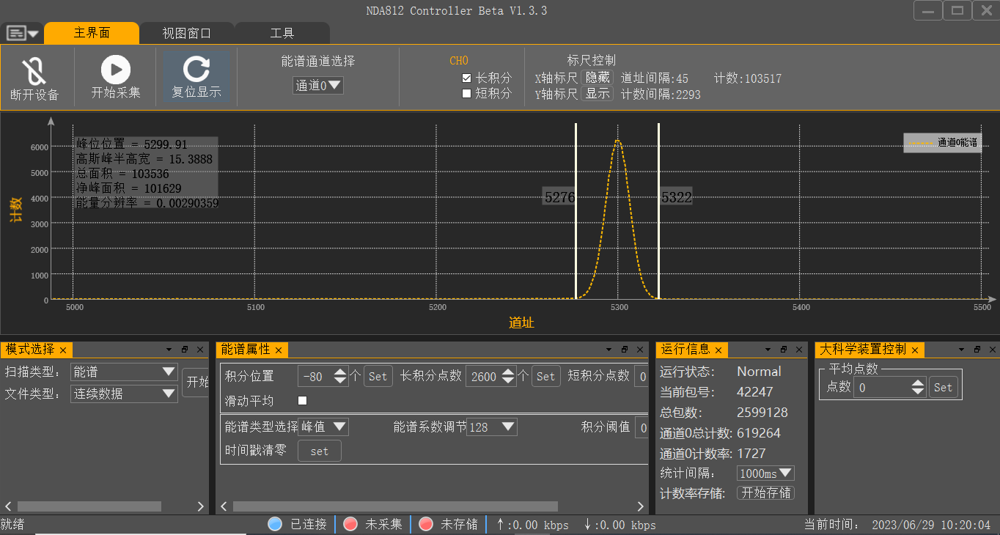 NDA812 Controller Beta V1.3.3
主界面 视图窗口 工具
断开设备
开始采集
复位显示
能谱通道选择
通道0
CH0
长积分
短积分
标尺控制
X轴标尺 隐藏 道址间隔:45 计数:103517
Y轴标尺 显示 计数间隔:2293
峰位位置 = 5299.91
高斯峰半高宽 = 15.3888
总面积 = 103536
净峰面积 = 101629
能量分辨率 = 0.00290359
通道0能谱
5276 5322
计数
6000
5000
4000
3000
2000
1000
0
5000 5100 5200 5300 5400 5500
道址
模式选择
扫描类型: 能谱
文件类型: 连续数据
开始
能谱属性
积分位置 -80 个 Set 长积分点数 2600 个 Set 短积分点数 0
滑动平均
能谱类型选择 峰值 能谱系数调节 128 积分阈值 0
时间戳清零 set
运行信息
运行状态: Normal
当前包号: 42247
总包数: 2599128
通道0总计数: 619264
通道0计数率: 1727
统计间隔: 1000ms
计数率存储: 开始存储
大科学装置控制
平均点数
点数 0 Set
就绪 已连接 未采集 未存储 ↑:0.00 kbps ↓:0.00 kbps 当前时间: 2023/06/29 10:20:04